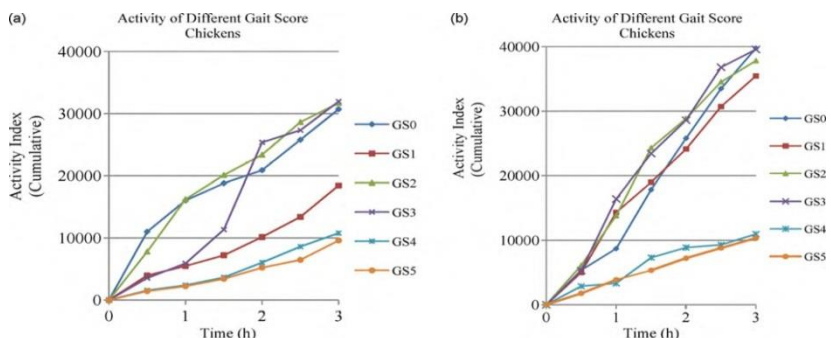 (a)
Activity of Different Gait Score
Chickens
Activity Index
(Cumulative)
40000
30000
20000
10000
0
0 1 2 3
Time (h)
GS0
GS1
GS2
GS3
GS4
GS5
(b)
Activity of Different Gait Score
Chickens
Activity Index
(Cumulative)
40000
30000
20000
10000
0
0 1 2 3
Time (h)
GS0
GS1
GS2
GS3
GS4
GS5